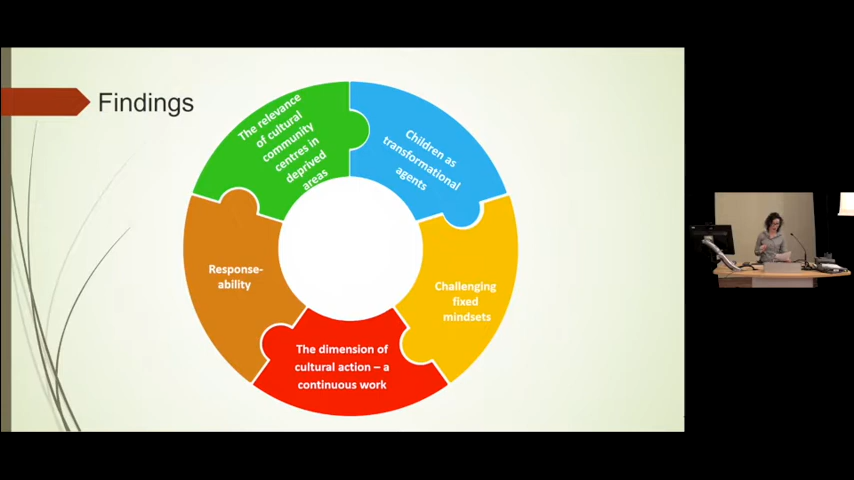 Findings
The relevance
of cultural
community
centres in
deprived
areas
Children as
transformational
agents
Challenging
fixed
mindsets
The dimension of
cultural action – a
continuous work
Response-
ability